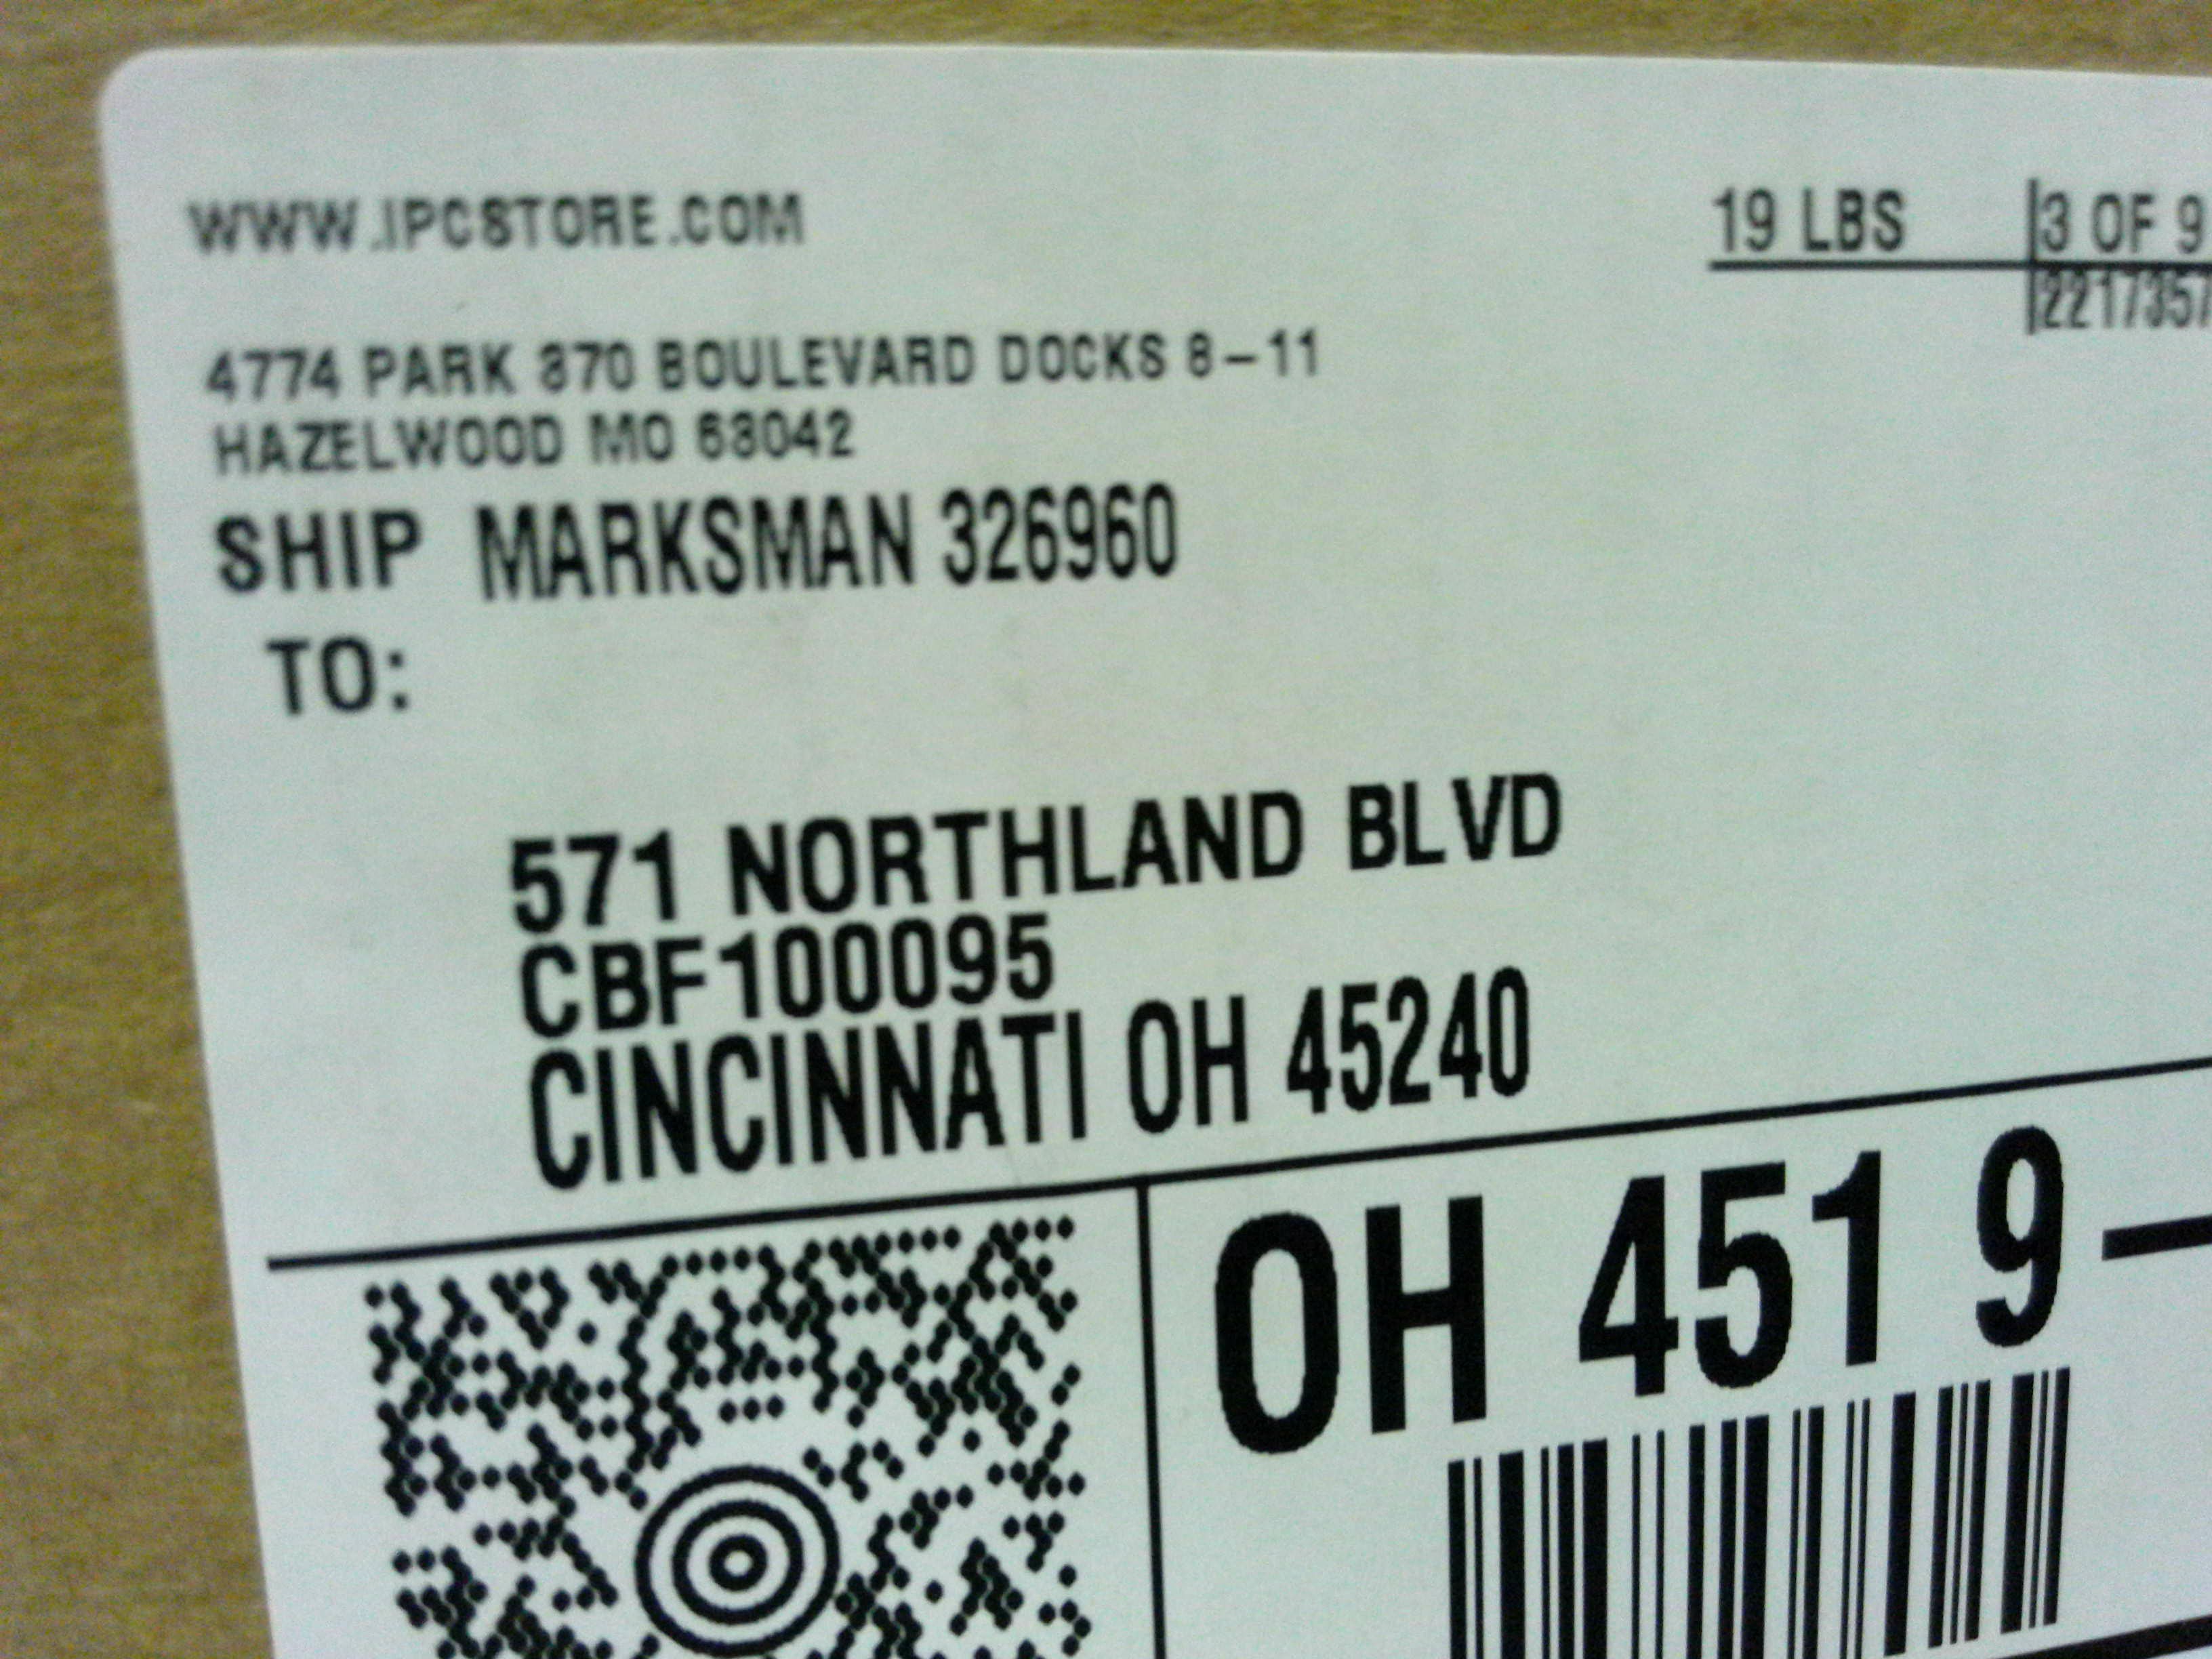 WWW.IPCSTORE.COM
19 LBS
3 OF 9
4774 PARK 370 BOULEVARD DOCKS 8-11
HAZELWOOD MO 63042
SHIP MARKSMAN 326960
TO:
571 NORTHLAND BLVD
CBF100095
CINCINNATI OH 45240
OH 451 9-